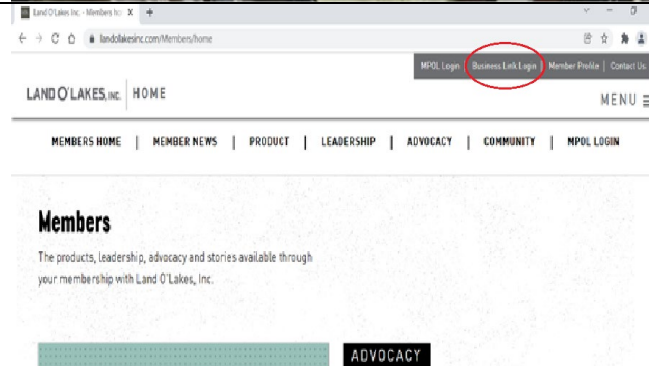 Land O'Lakes Inc. - Members ho
landolakesinc.com/Members/home
MPOL Login | Business Link Login | Member Profile | Contact Us
LAND O'LAKES, INC. HOME
MENU
MEMBERS HOME | MEMBER NEWS | PRODUCT | LEADERSHIP | ADVOCACY | COMMUNITY | MPOL LOGIN
Members
The products, leadership, advocacy and stories available through
your membership with Land O'Lakes, Inc.
ADVOCACY